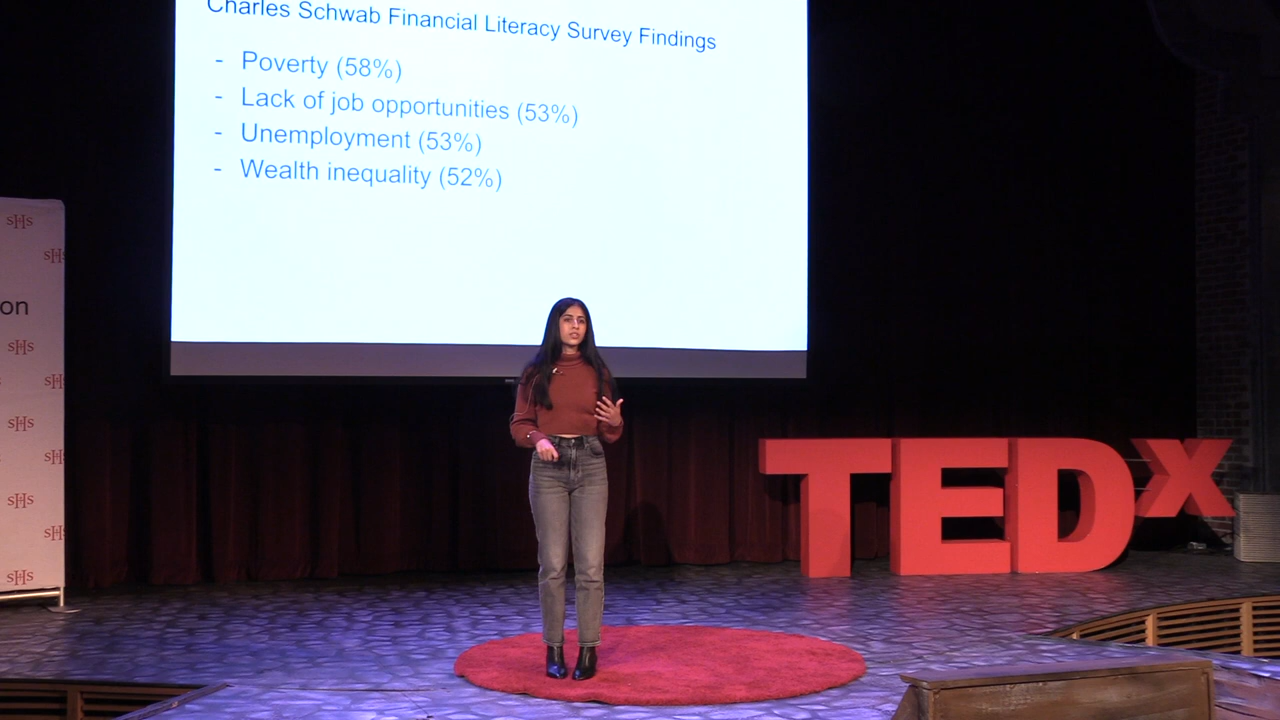 Charles Schwab Financial Literacy Survey Findings
- Poverty (58%)
- Lack of job opportunities (53%)
- Unemployment (53%)
- Wealth inequality (52%)
SHS
SHS
on
SHS
SHS
SHS
SHS
SHS
SHS
SHS
TEDx